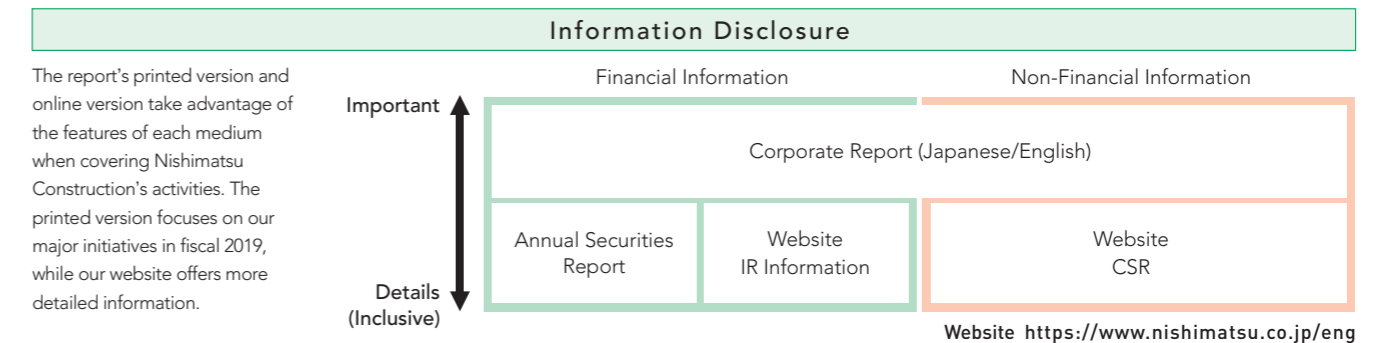 Information Disclosure
The report’s printed version and
online version take advantage of
the features of each medium
when covering Nishimatsu
Construction’s activities. The
printed version focuses on our
major initiatives in fiscal 2019,
while our website offers more
detailed information.
Financial Information
Non-Financial Information
Important
Corporate Report (Japanese/English)
Annual Securities
Report
Website
IR Information
Website
CSR
Details
(Inclusive)
Website https://www.nishimatsu.co.jp/eng